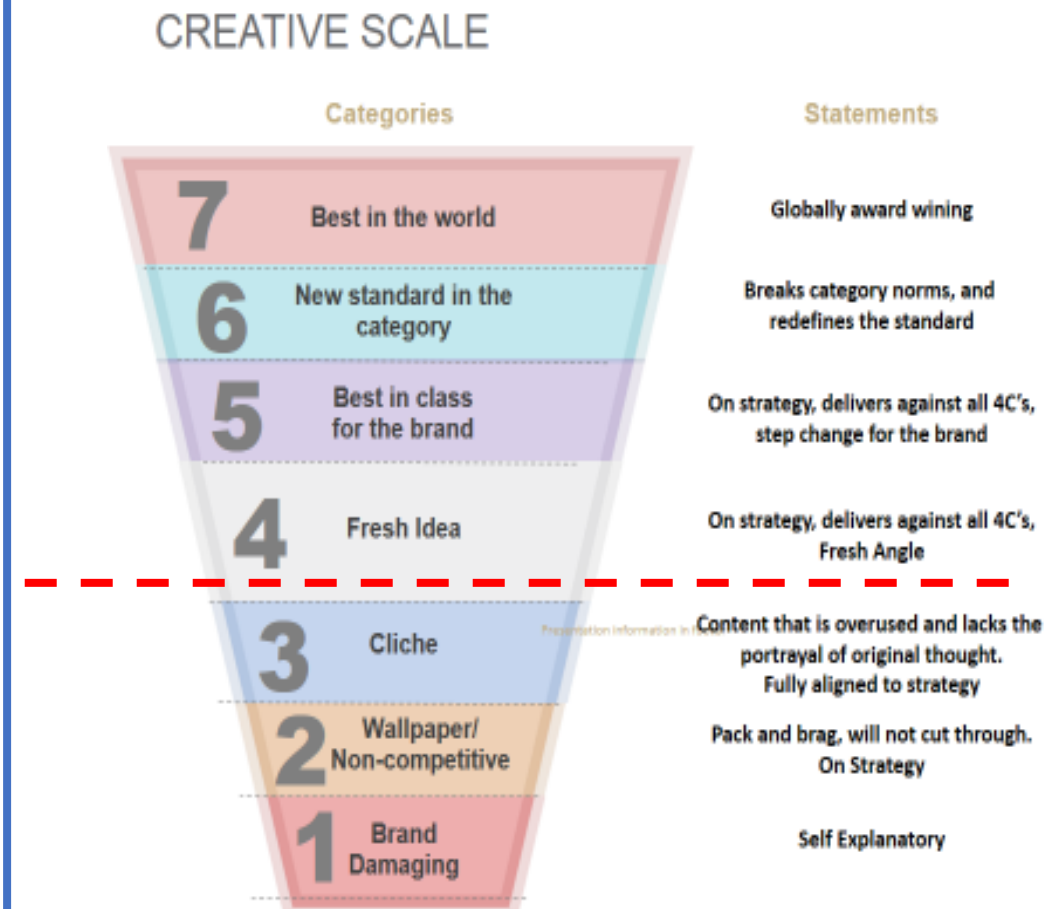 CREATIVE SCALE
Categories
Statements
7
Best in the world
Globally award wining
6
New standard in the
category
Breaks category norms, and
redefines the standard
5
Best in class
for the brand
On strategy, delivers against all 4C's,
step change for the brand
4
Fresh Idea
On strategy, delivers against all 4C's,
Fresh Angle
3
Cliche
Presentation information in
Content that is overused and lacks the
portrayal of original thought.
Fully aligned to strategy
2
Wallpaper/
Non-competitive
Pack and brag, will not cut through.
On Strategy
1
Brand
Damaging
Self Explanatory